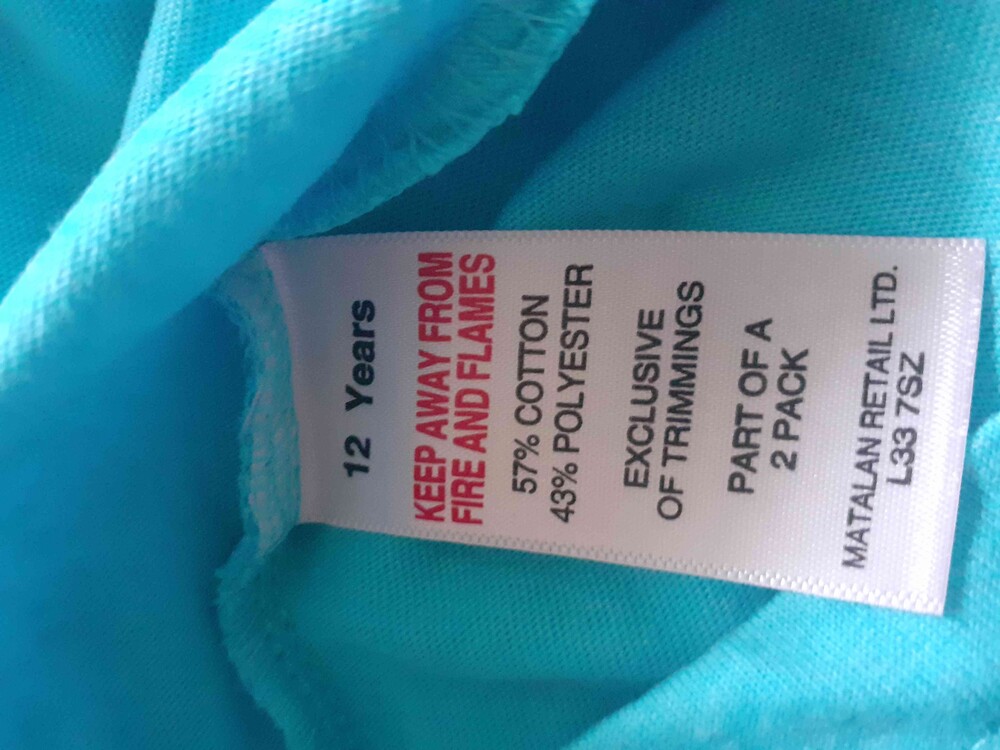 12 Years
KEEP AWAY FROM
FIRE AND FLAMES
57% COTTON
43% POLYESTER
EXCLUSIVE
OF TRIMMINGS
PART OF A
2 PACK
MATALAN RETAIL LTD.
L33 7SZ